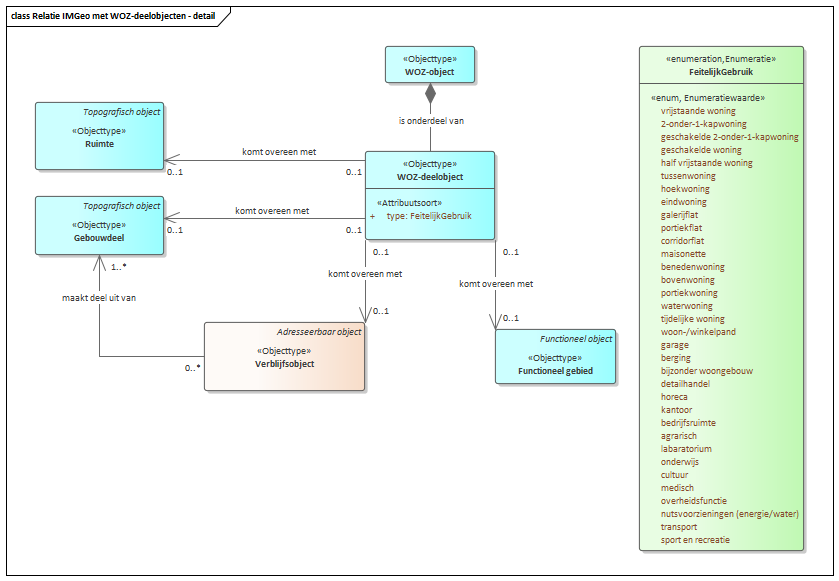 class Relatie IMGeo met WOZ-deelobjecten - detail
«Objecttype»
WOZ-object
is onderdeel van
Topografisch object
«Objecttype»
Ruimte
komt overeen met
0..1
0..1
«Objecttype»
WOZ-deelobject
«Attribuutsoort»
+ type: FeitelijkGebruik
Topografisch object
«Objecttype»
Gebouwdeel
komt overeen met
0..1
0..1
1..*
maakt deel uit van
0..*
0..1
komt overeen met
0..1
0..1
komt overeen met
0..1
Adresseerbaar object
«Objecttype»
Verblijfsobject
Functioneel object
«Objecttype»
Functioneel gebied
«enumeration,Enumeratie»
FeitelijkGebruik
«enum, Enumeratiewaarde»
vrijstaande woning
2-onder-1-kapwoning
geschakelde 2-onder-1-kapwoning
geschakelde woning
half vrijstaande woning
tussenwoning
hoekwoning
eindwoning
galerijflat
portiekflat
corridorflat
maisonette
benedenwoning
bovenwoning
portiekwoning
waterwoning
tijdelijke woning
woon-/winkelpand
garage
berging
bijzonder woongebouw
detailhandel
horeca
kantoor
bedrijfsruimte
agrarisch
labaratorium
onderwijs
cultuur
medisch
overheidsfunctie
nutsvoorzieningen (energie/water)
transport
sport en recreatie